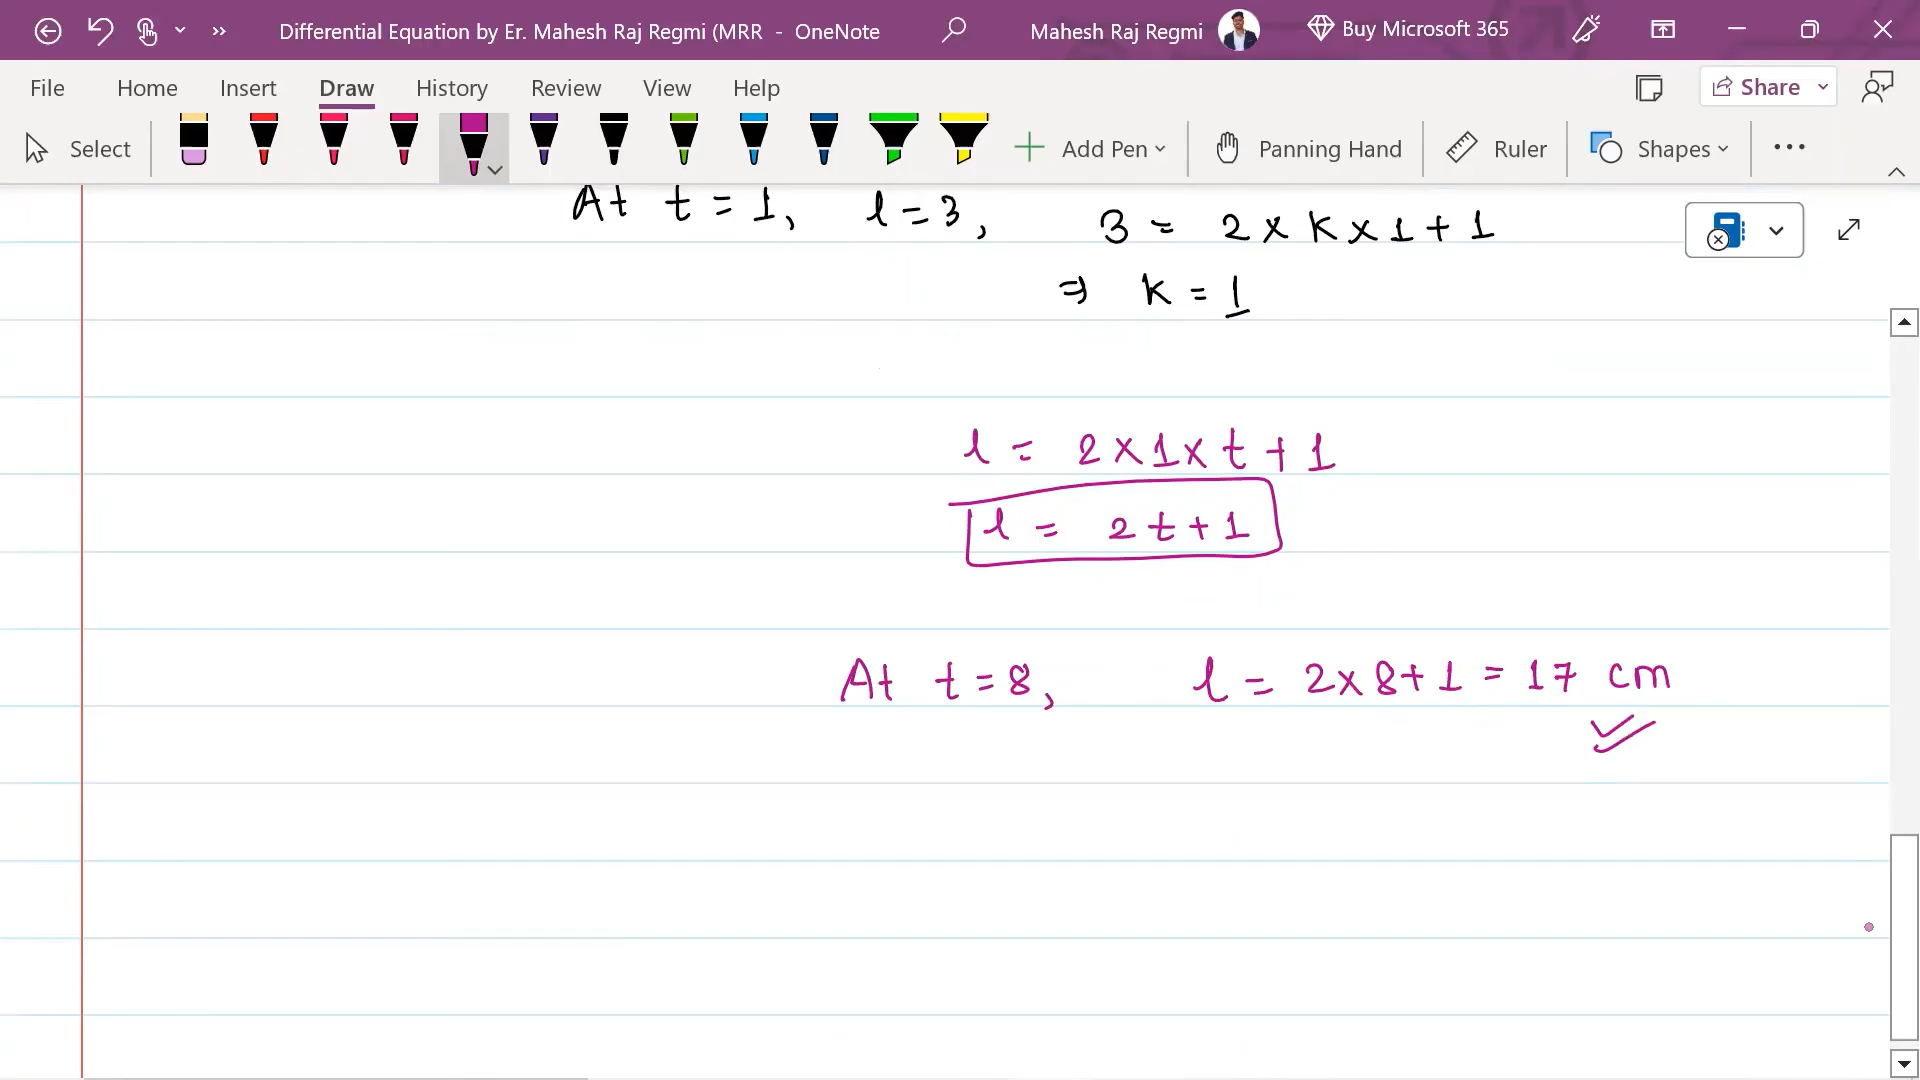 Differential Equation by Er. Mahesh Raj Regmi (MRR - OneNote
Mahesh Raj Regmi
Buy Microsoft 365
File Home Insert Draw History Review View Help
Share
Select
Add Pen
Panning Hand
Ruler
Shapes
At t = 1, l = 3, 3 = 2 × k × 1 + 1
⇒ k = 1
l = 2 × 1 × t + 1
l = 2t + 1
At t = 8, l = 2 × 8 + 1 = 17 cm